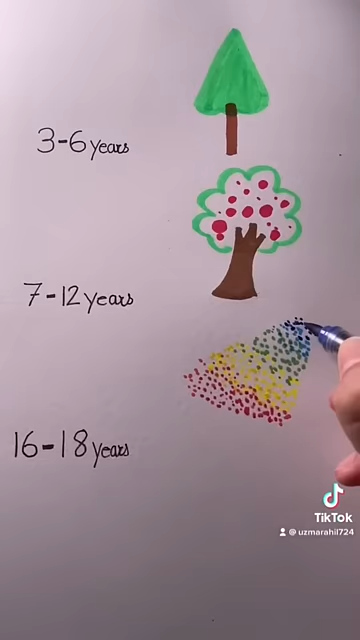 3-6 years
7-12 years
16-18 years
TikTok
@uzmarahil724